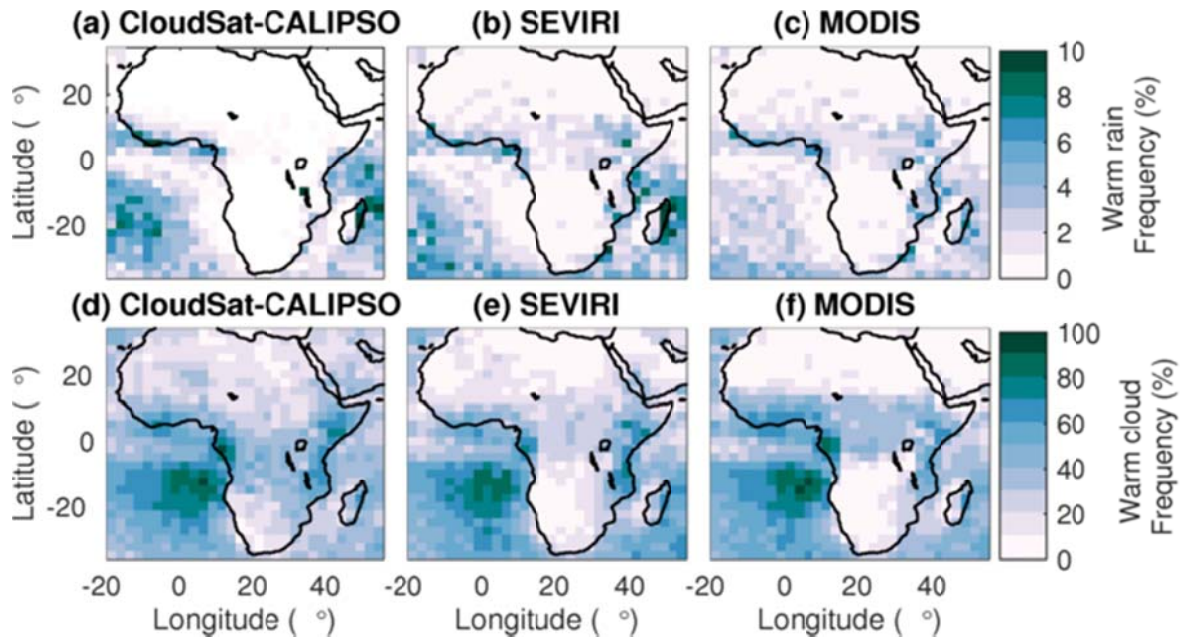 (a) CloudSat-CALIPSO (b) SEVIRI (c) MODIS
20
0
-20
Latitude ( °)
10
8
6
4
2
0
Warm rain
Frequency (%)
(d) CloudSat-CALIPSO (e) SEVIRI (f) MODIS
20
0
-20
Latitude ( °)
100
80
60
40
20
0
Warm cloud
Frequency (%)
-20 0 20 40 -20 0 20 40 -20 0 20 40
Longitude ( °) Longitude ( °) Longitude ( °)